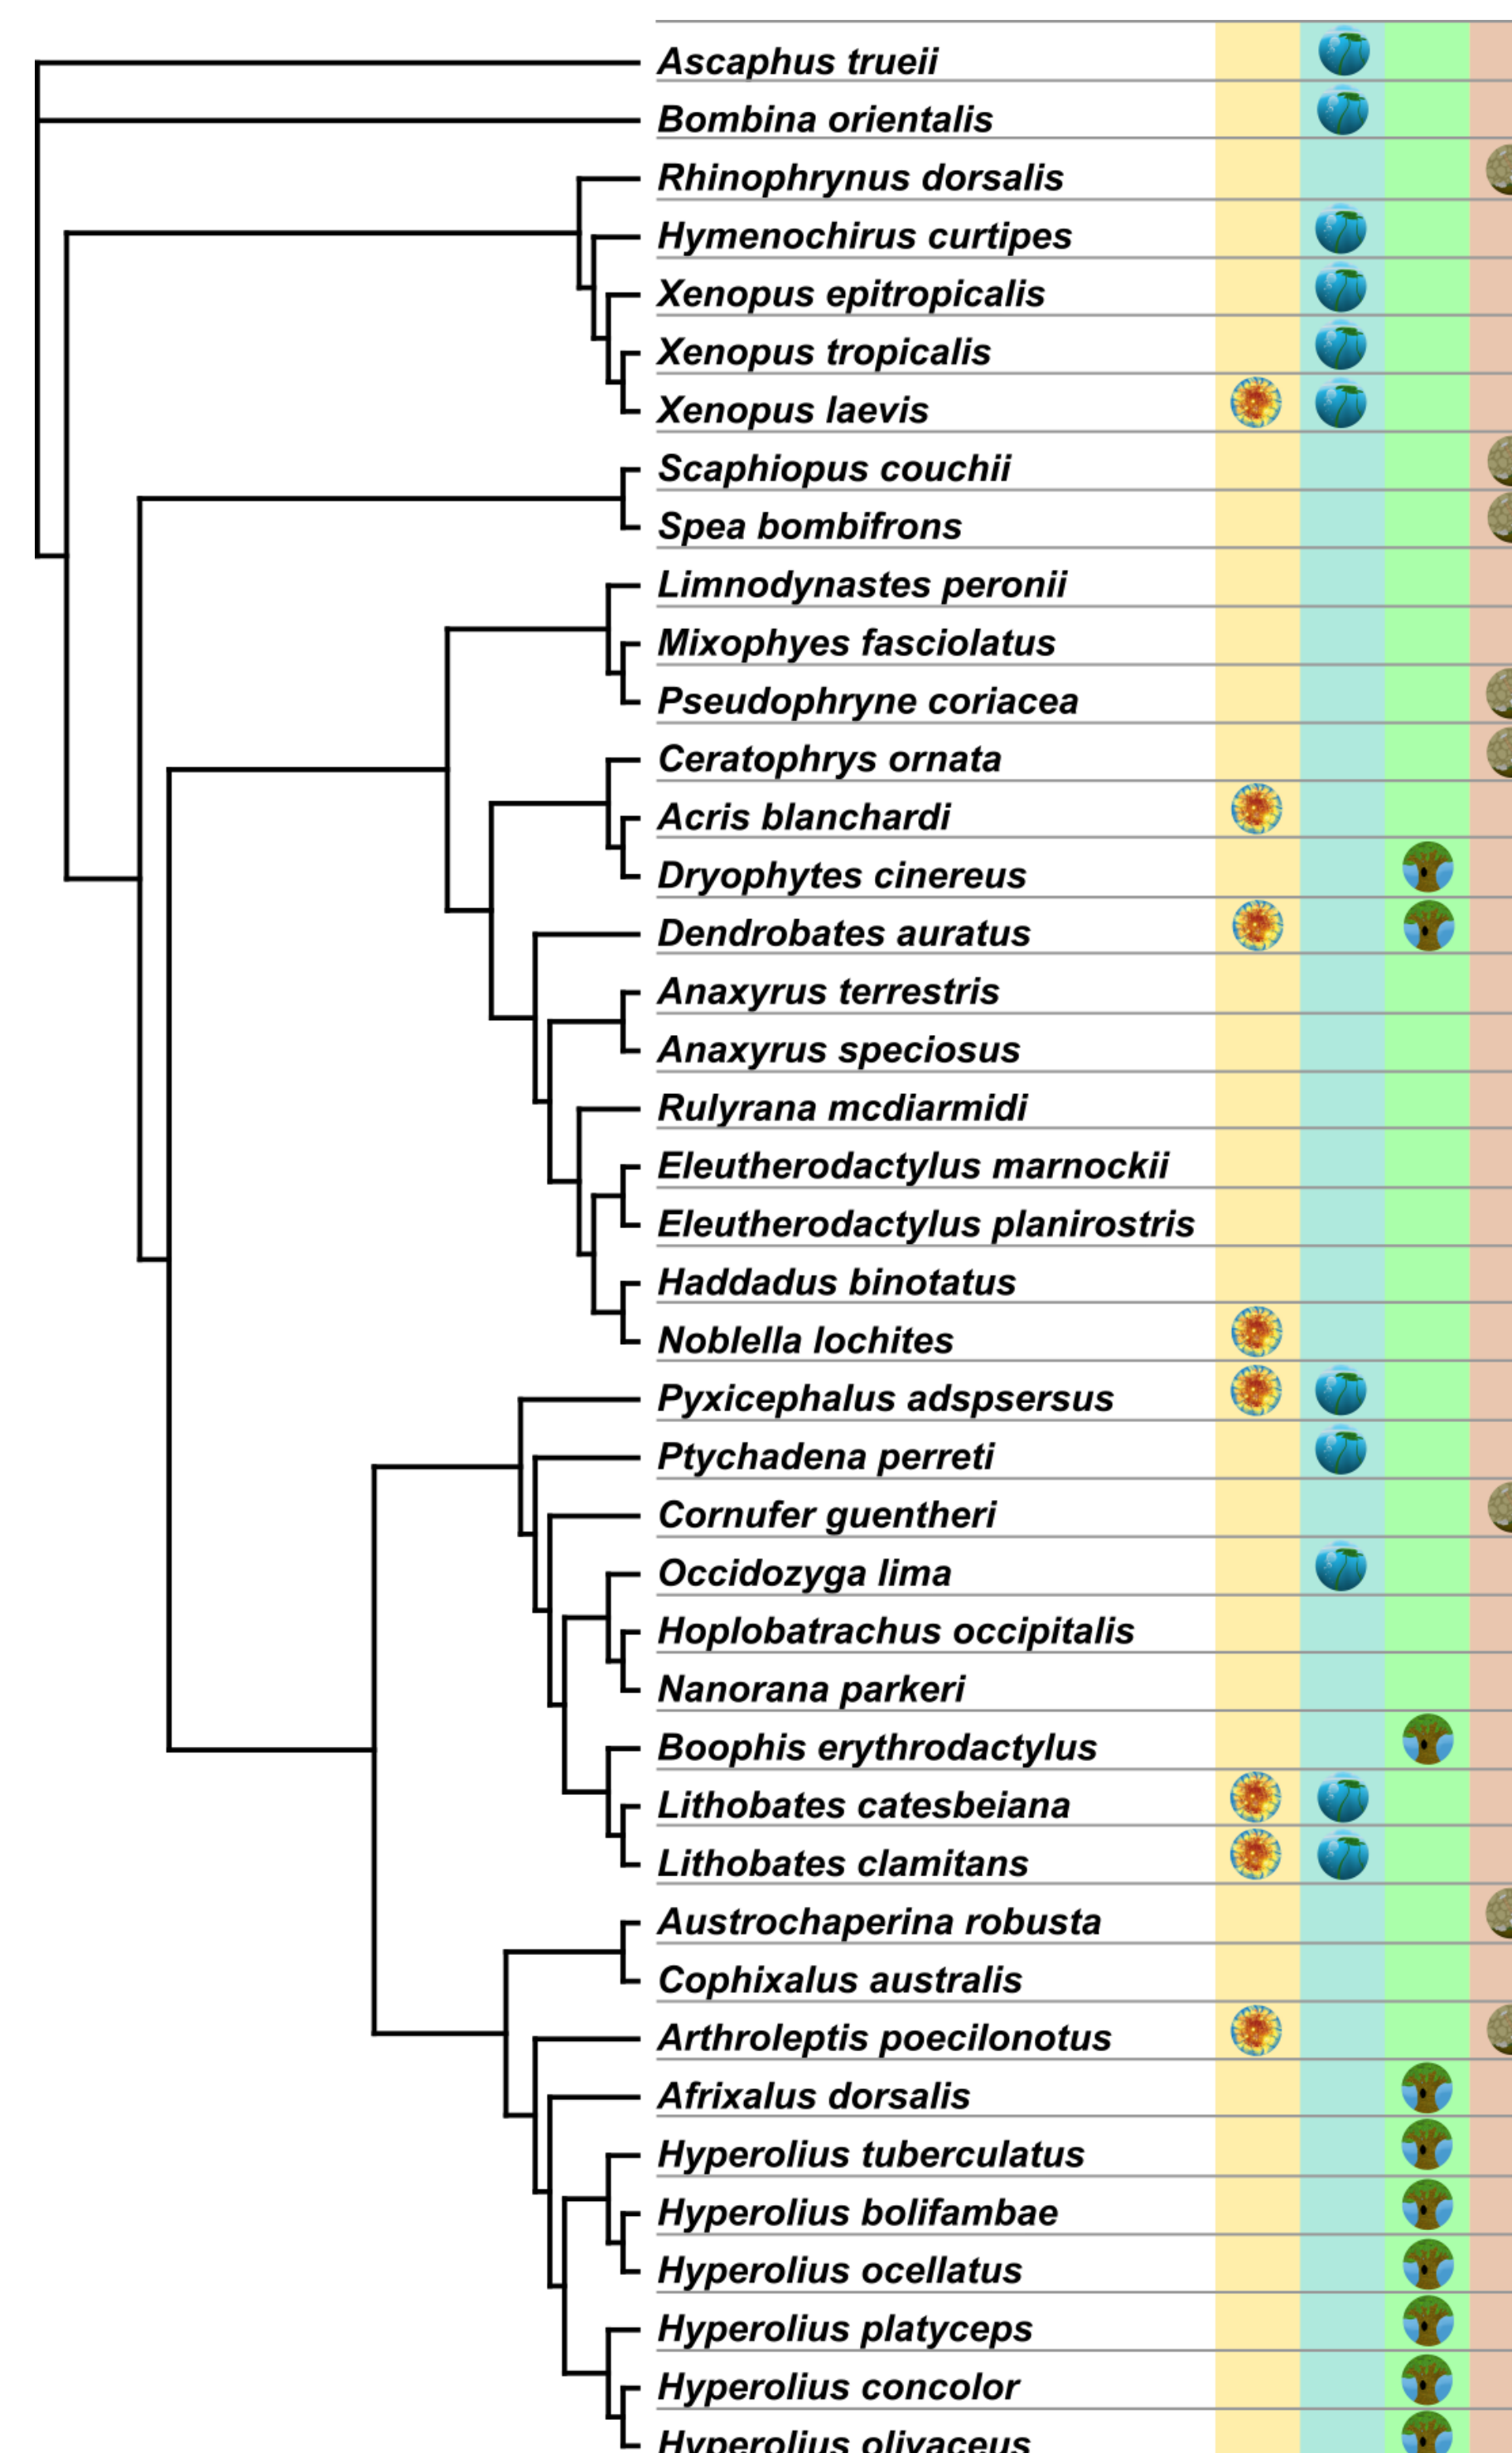 Ascaphus trueii
Bombina orientalis
Rhinophrynus dorsalis
Hymenochirus curtipes
Xenopus epitropicalis
Xenopus tropicalis
Xenopus laevis
Scaphiopus couchii
Spea bombifrons
Limnodynastes peronii
Mixophyes fasciolatus
Pseudophryne coriacea
Ceratophrys ornata
Acris blanchardi
Dryophytes cinereus
Dendrobates auratus
Anaxyrus terrestris
Anaxyrus speciosus
Rulyrana mcdiarmidi
Eleutherodactylus marnockii
Eleutherodactylus planirostris
Haddadus binotatus
Noblella lochites
Pyxicephalus adspsersus
Ptychadena perreti
Cornufer guentheri
Occidozyga lima
Hoplobatrachus occipitalis
Nanorana parkeri
Boophis erythrodactylus
Lithobates catesbeiana
Lithobates clamitans
Austrochaperina robusta
Cophixalus australis
Arthroleptis poecilonotus
Afrixalus dorsalis
Hyperolius tuberculatus
Hyperolius bolifambae
Hyperolius ocellatus
Hyperolius platyceps
Hyperolius concolor
Hyperolius olivaceus